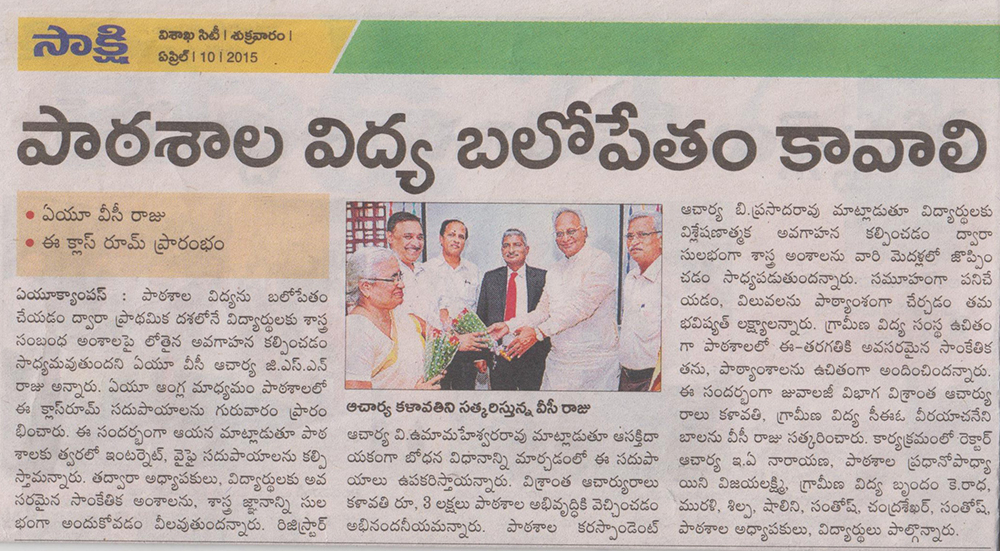 సాక్షి
విశాఖ సిటీ | శుక్రవారం |
ఏప్రిల్ | 10 | 2015
పాఠశాల విద్య బలోపేతం కావాలి
• ఏయూ వీసీ రాజు
• ఈ క్లాస్ రూమ్ ప్రారంభం
ఏయూక్యాంపస్ : పాఠశాల విద్యను బలోపేతం
చేయడం ద్వారా ప్రాథమిక దశలోనే విద్యార్థులకు శాస్త్ర
సంబంధ అంశాలపై లోతైన అవగాహన కల్పించడం
సాధ్యమవుతుందని ఏయూ వీసీ ఆచార్య జి.ఎస్.ఎన్
రాజు అన్నారు. ఏయూ ఆంగ్ల మాధ్యమం పాఠశాలలో
ఈ క్లాస్‌రూమ్ సదుపాయాలను గురువారం ప్రారం
భించారు. ఈ సందర్భంగా ఆయన మాట్లాడుతూ పాఠ
శాలకు త్వరలో ఇంటర్నెట్, వైఫై సదుపాయాలను కల్పి
స్తామన్నారు. తద్వారా అధ్యాపకులు, విద్యార్థులకు అవ
సరమైన సాంకేతిక అంశాలను, శాస్త్ర జ్ఞానాన్ని సుల
భంగా అందుకోవడం వీలవుతుందన్నారు. రిజిస్ట్రార్
ఆచార్య కళావతిని సత్కరిస్తున్న వీసీ రాజు
ఆచార్య వి.ఉమామహేశ్వరరావు మాట్లాడుతూ ఆసక్తిదా
యకంగా బోధన విధానాన్ని మార్చడంలో ఈ సదుపా
యాలు ఉపకరిస్తాయన్నారు. విశ్రాంత ఆచార్యురాలు
కళావతి రూ, 3 లక్షలు పాఠశాల అభివృద్ధికి వెచ్చించడం
అభినందనీయమన్నారు. పాఠశాల కరస్పాండెంట్
ఆచార్య బి.ప్రసాదరావు మాట్లాడుతూ విద్యార్థులకు
విశ్లేషణాత్మక అవగాహన కల్పించడం ద్వారా
సులభంగా శాస్త్ర అంశాలను వారి మెదళ్లలో జొప్పిం
చడం సాధ్యపడుతుందన్నారు. సమూహంగా పనిచే
యడం, విలువలను పాఠ్యాంశంగా చేర్చడం తమ
భవిష్యత్ లక్ష్యాలన్నారు. గ్రామీణ విద్య సంస్థ ఉచితం
గా పాఠశాలలో ఈ-తరగతికి అవసరమైన సాంకేతిక
తను, పాఠ్యాంశాలను ఉచితంగా అందించిందన్నారు.
ఈ సందర్భంగా జువాలజీ విభాగ విశ్రాంత ఆచార్యు
రాలు కళావతి, గ్రామీణ విద్య సీఈఓ వీరయాచనేని
బాలను వీసీ రాజు సత్కరించారు. కార్యక్రమంలో రెక్టార్
ఆచార్య ఇ.ఏ నారాయణ, పాఠశాల ప్రధానోపాధ్యా
యిని విజయలక్ష్మి, గ్రామీణ విద్య బృందం కె.రాధ,
మురళి, శిల్ప, షాలిని, సంతోష్, చంద్రశేఖర్, సంతోష్,
పాఠశాల అధ్యాపకులు, విద్యార్థులు పాల్గొన్నారు.